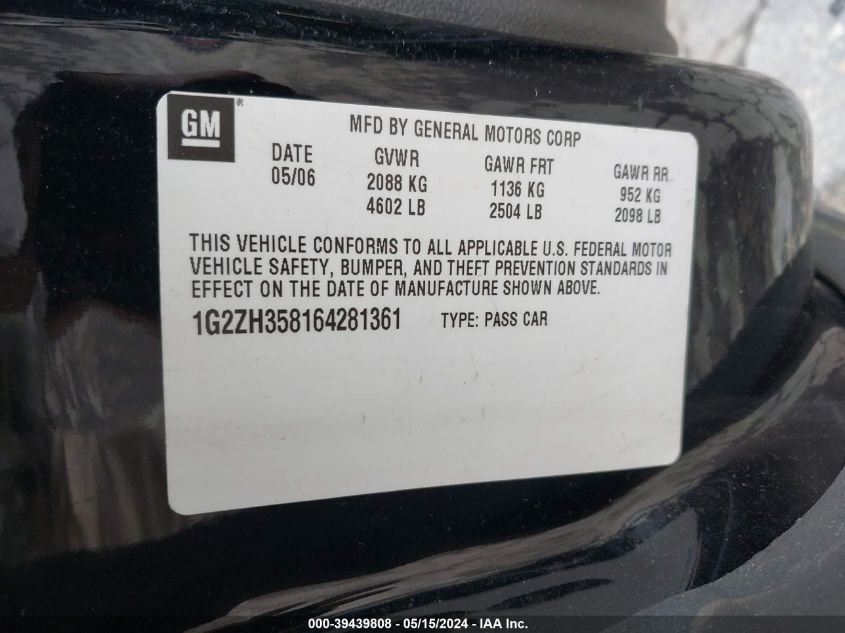 GM ®
MFD BY GENERAL MOTORS CORP
DATE GVWR GAWR FRT GAWR RR
05/06 2088 KG 1136 KG 952 KG
4602 LB 2504 LB 2098 LB
THIS VEHICLE CONFORMS TO ALL APPLICABLE U.S. FEDERAL MOTOR
VEHICLE SAFETY, BUMPER, AND THEFT PREVENTION STANDARDS IN
EFFECT ON THE DATE OF MANUFACTURE SHOWN ABOVE.
1G2ZH358164281361 TYPE: PASS CAR
000-39439808 - 05/15/2024 - IAA Inc.